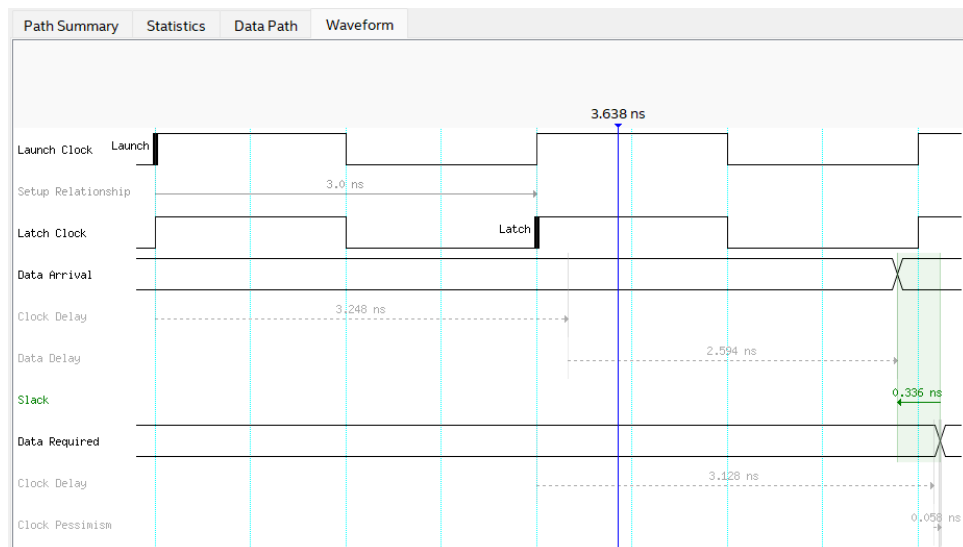 Path Summary Statistics Data Path Waveform
3.638 ns
Launch Clock Launch
Setup Relationship 3.0 ns
Latch Clock Latch
Data Arrival
Clock Delay 3.248 ns
Data Delay 2.594 ns
Slack 0.336 ns
Data Required
Clock Delay 3.128 ns
Clock Pessimism 0.058 ns